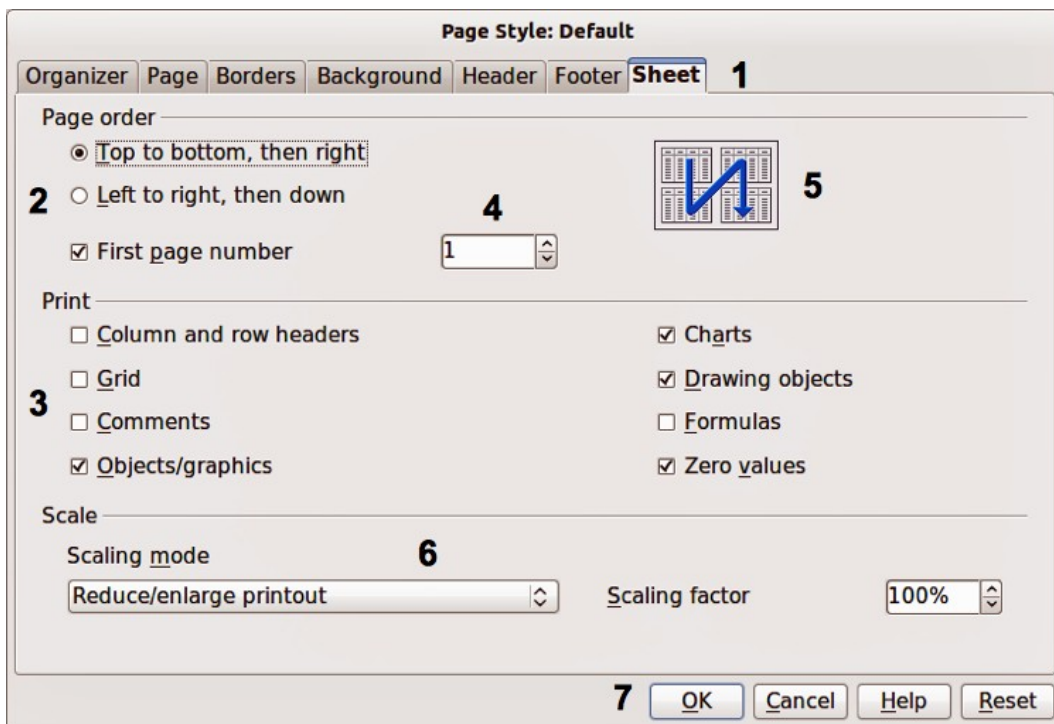 Page Style: Default
Organizer Page Borders Background Header Footer Sheet 1
Page order
Top to bottom, then right
2 Left to right, then down 4 5
First page number 1
Print
Column and row headers Charts
Grid Drawing objects
3
Comments Formulas
Objects/graphics Zero values
Scale
Scaling mode 6
Reduce/enlarge printout Scaling factor 100%
7 OK Cancel Help Reset